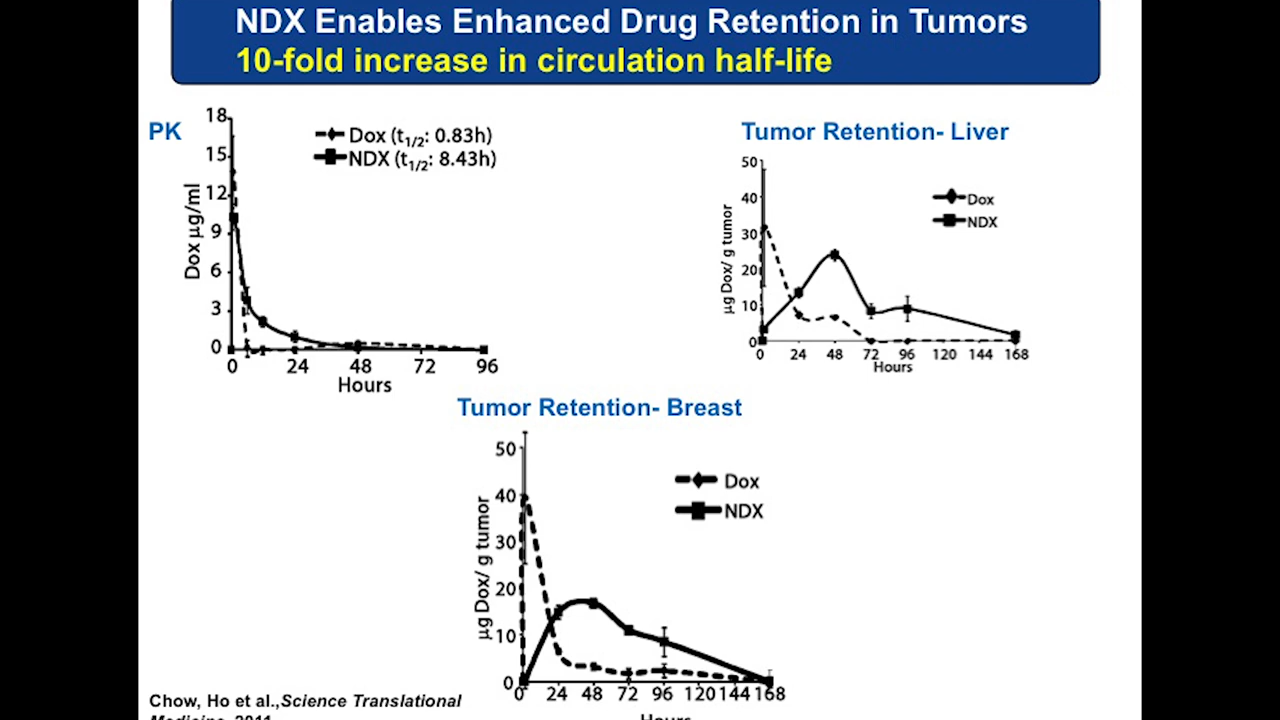 NDX Enables Enhanced Drug Retention in Tumors
10-fold increase in circulation half-life
PK
Dox µg/ml
18
15
12
9
6
3
0
Dox (t1/2: 0.83h)
NDX (t1/2: 8.43h)
0 24 48 72 96
Hours
Tumor Retention- Liver
µg Dox/ g tumor
50
40
30
20
10
0
Dox
NDX
0 24 48 72 96 120 144 168
Hours
Tumor Retention- Breast
µg Dox/ g tumor
50
40
30
20
10
0
Dox
NDX
0 24 48 72 96 120 144 168
Hours
Chow, Ho et al.,Science Translational
Medicine, 2011